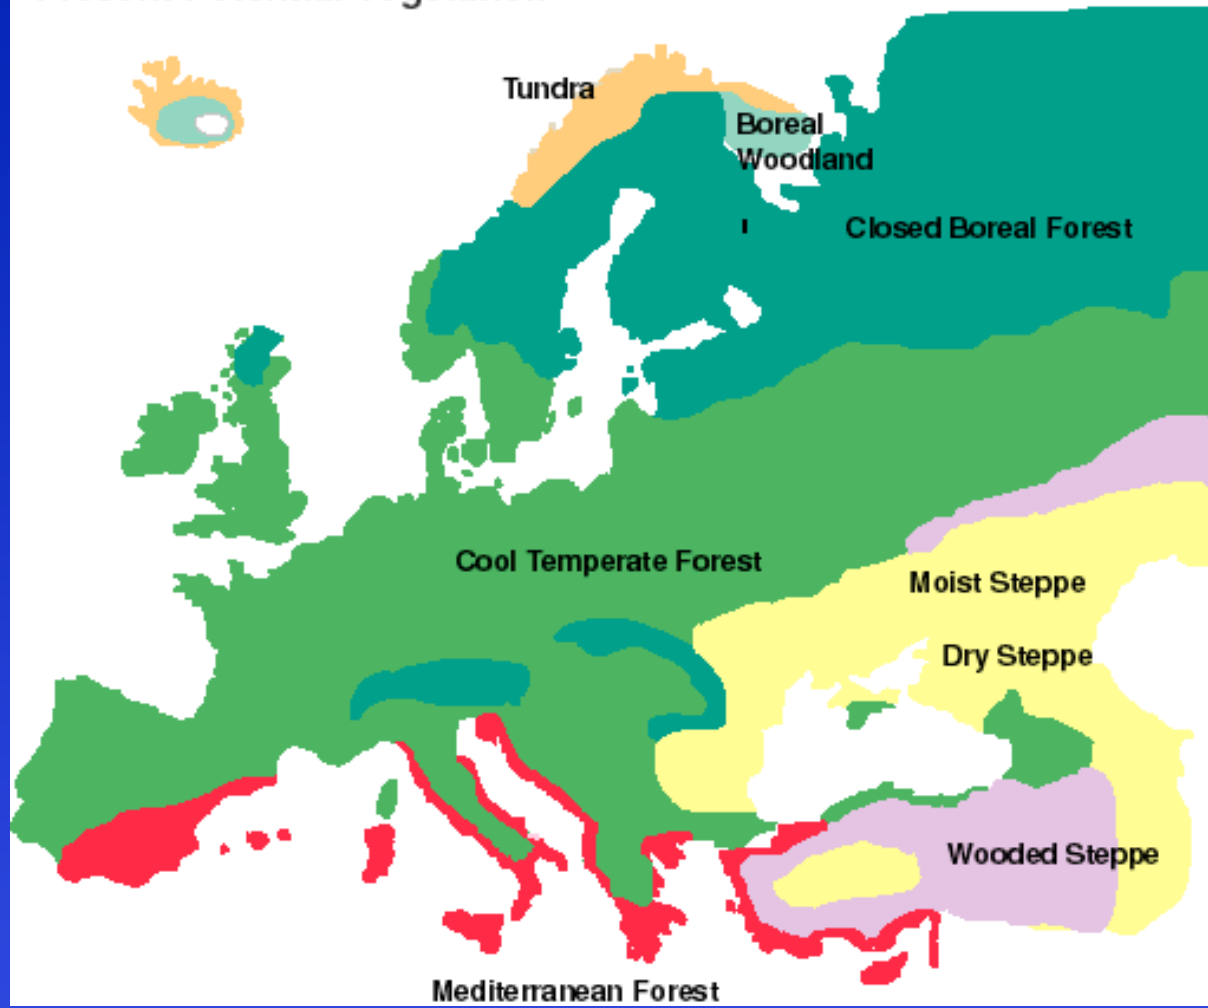 Tundra
Boreal
Woodland
Closed Boreal Forest
Cool Temperate Forest
Moist Steppe
Dry Steppe
Wooded Steppe
Mediterranean Forest